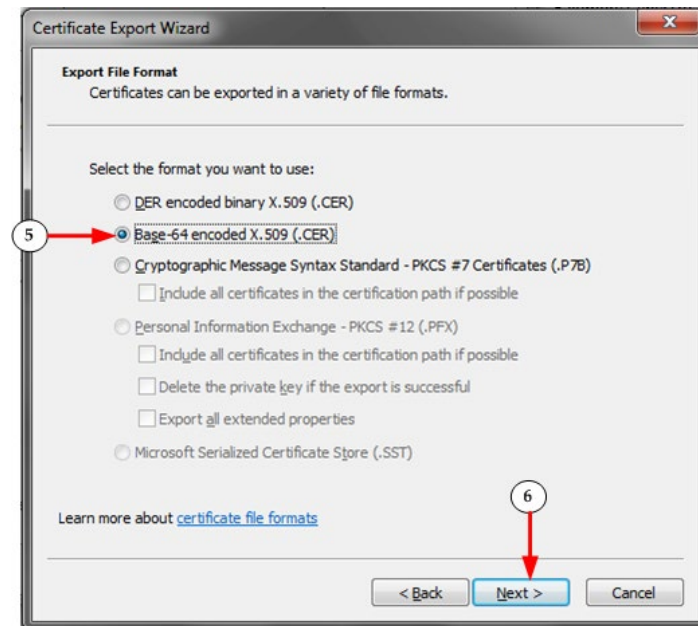 Certificate Export Wizard
Export File Format
Certificates can be exported in a variety of file formats.
Select the format you want to use:
DER encoded binary X.509 (.CER)
5
Base-64 encoded X.509 (.CER)
Cryptographic Message Syntax Standard - PKCS #7 Certificates (.P7B)
Include all certificates in the certification path if possible
Personal Information Exchange - PKCS #12 (.PFX)
Include all certificates in the certification path if possible
Delete the private key if the export is successful
Export all extended properties
Microsoft Serialized Certificate Store (.SST)
6
Learn more about certificate file formats
< Back Next > Cancel